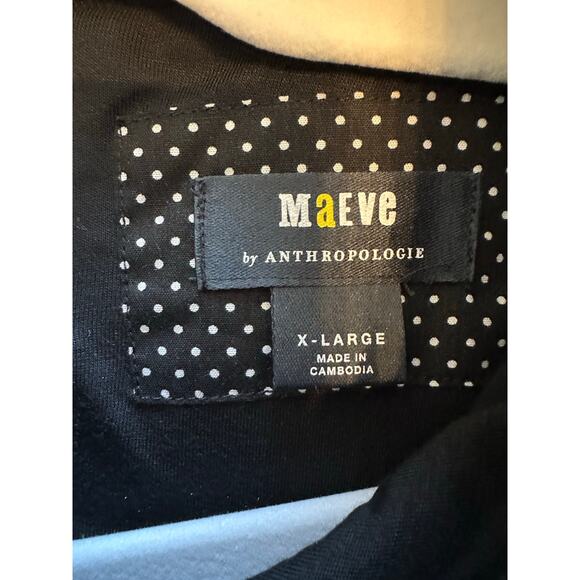 MaEVe
by ANTHROPOLOGIE
X-LARGE
MADE IN
CAMBODIA